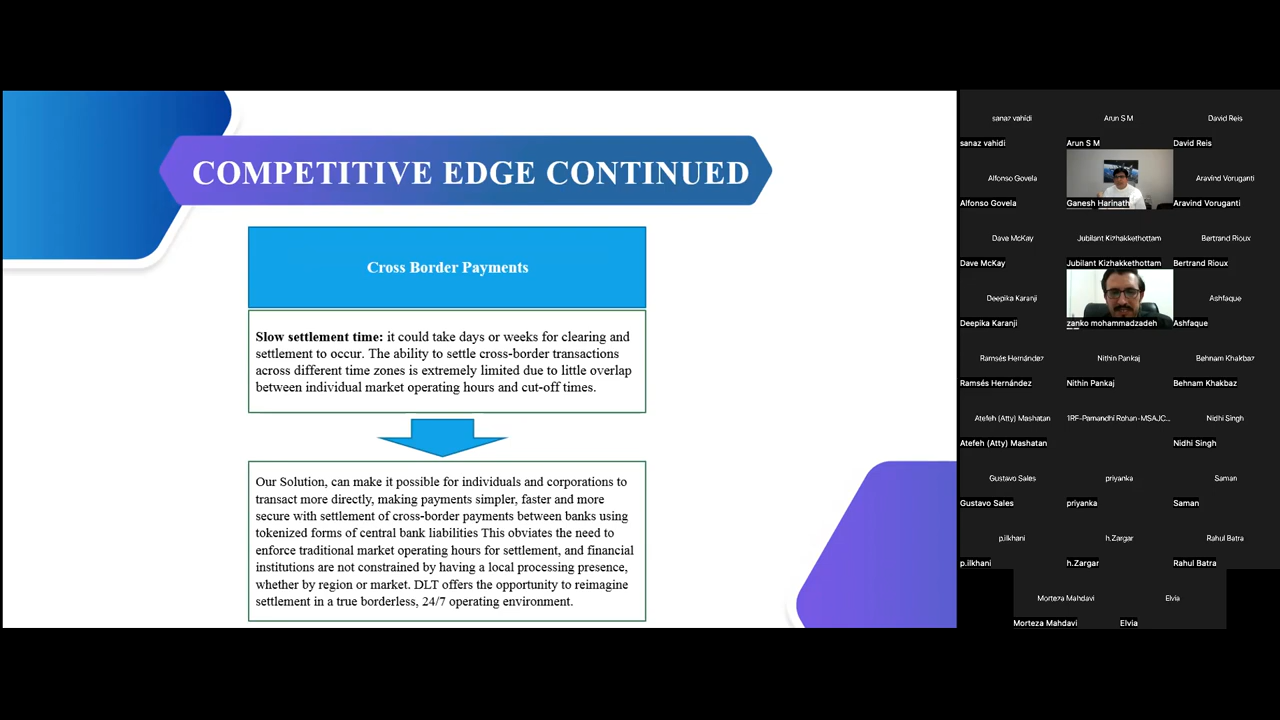 COMPETITIVE EDGE CONTINUED
Cross Border Payments
Slow settlement time: it could take days or weeks for clearing and
settlement to occur. The ability to settle cross-border transactions
across different time zones is extremely limited due to little overlap
between individual market operating hours and cut-off times.
Our Solution, can make it possible for individuals and corporations to
transact more directly, making payments simpler, faster and more
secure with settlement of cross-border payments between banks using
tokenized forms of central bank liabilities This obviates the need to
enforce traditional market operating hours for settlement, and financial
institutions are not constrained by having a local processing presence,
whether by region or market. DLT offers the opportunity to reimagine
settlement in a true borderless, 24/7 operating environment.
sanaz vahidi
Arun S M
David Reis
sanaz vahidi
Arun S M
David Reis
Alfonso Govela
Aravind Voruganti
Alfonso Govela
Ganesh Harinath
Aravind Voruganti
Dave McKay
Jubilant Kizhakkethottam
Bertrand Rioux
Dave McKay
Jubilant Kizhakkethottam
Bertrand Rioux
Deepika Karanji
Ashfaque
Deepika Karanji
zanko mohammadzadeh
Ashfaque
Ramsés Hernández
Nithin Pankaj
Behnam Khakbaz
Ramsés Hernández
Nithin Pankaj
Behnam Khakbaz
Atefeh (Atty) Mashatan
1RF-Pamandhi Rohan-MSAJC...
Nidhi Singh
Atefeh (Atty) Mashatan
Nidhi Singh
Gustavo Sales
priyanka
Saman
Gustavo Sales
priyanka
Saman
p.ilkhani
h.Zargar
Rahul Batra
p.ilkhani
h.Zargar
Rahul Batra
Morteza Mahdavi
Elvia
Morteza Mahdavi
Elvia